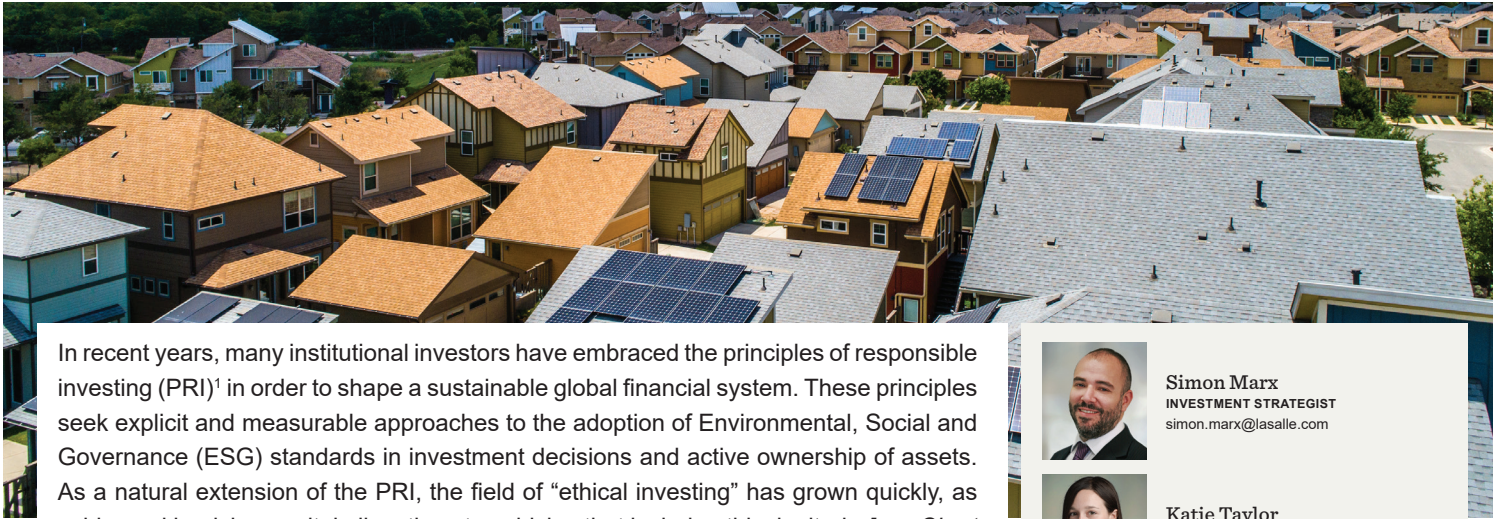 In recent years, many institutional investors have embraced the principles of responsible
investing (PRI)¹ in order to shape a sustainable global financial system. These principles
seek explicit and measurable approaches to the adoption of Environmental, Social and
Governance (ESG) standards in investment decisions and active ownership of assets.
As a natural extension of the PRI, the field of “ethical investing” has grown quickly, as
Simon Marx
INVESTMENT STRATEGIST
simon.marx@lasalle.com
Katie Taylor